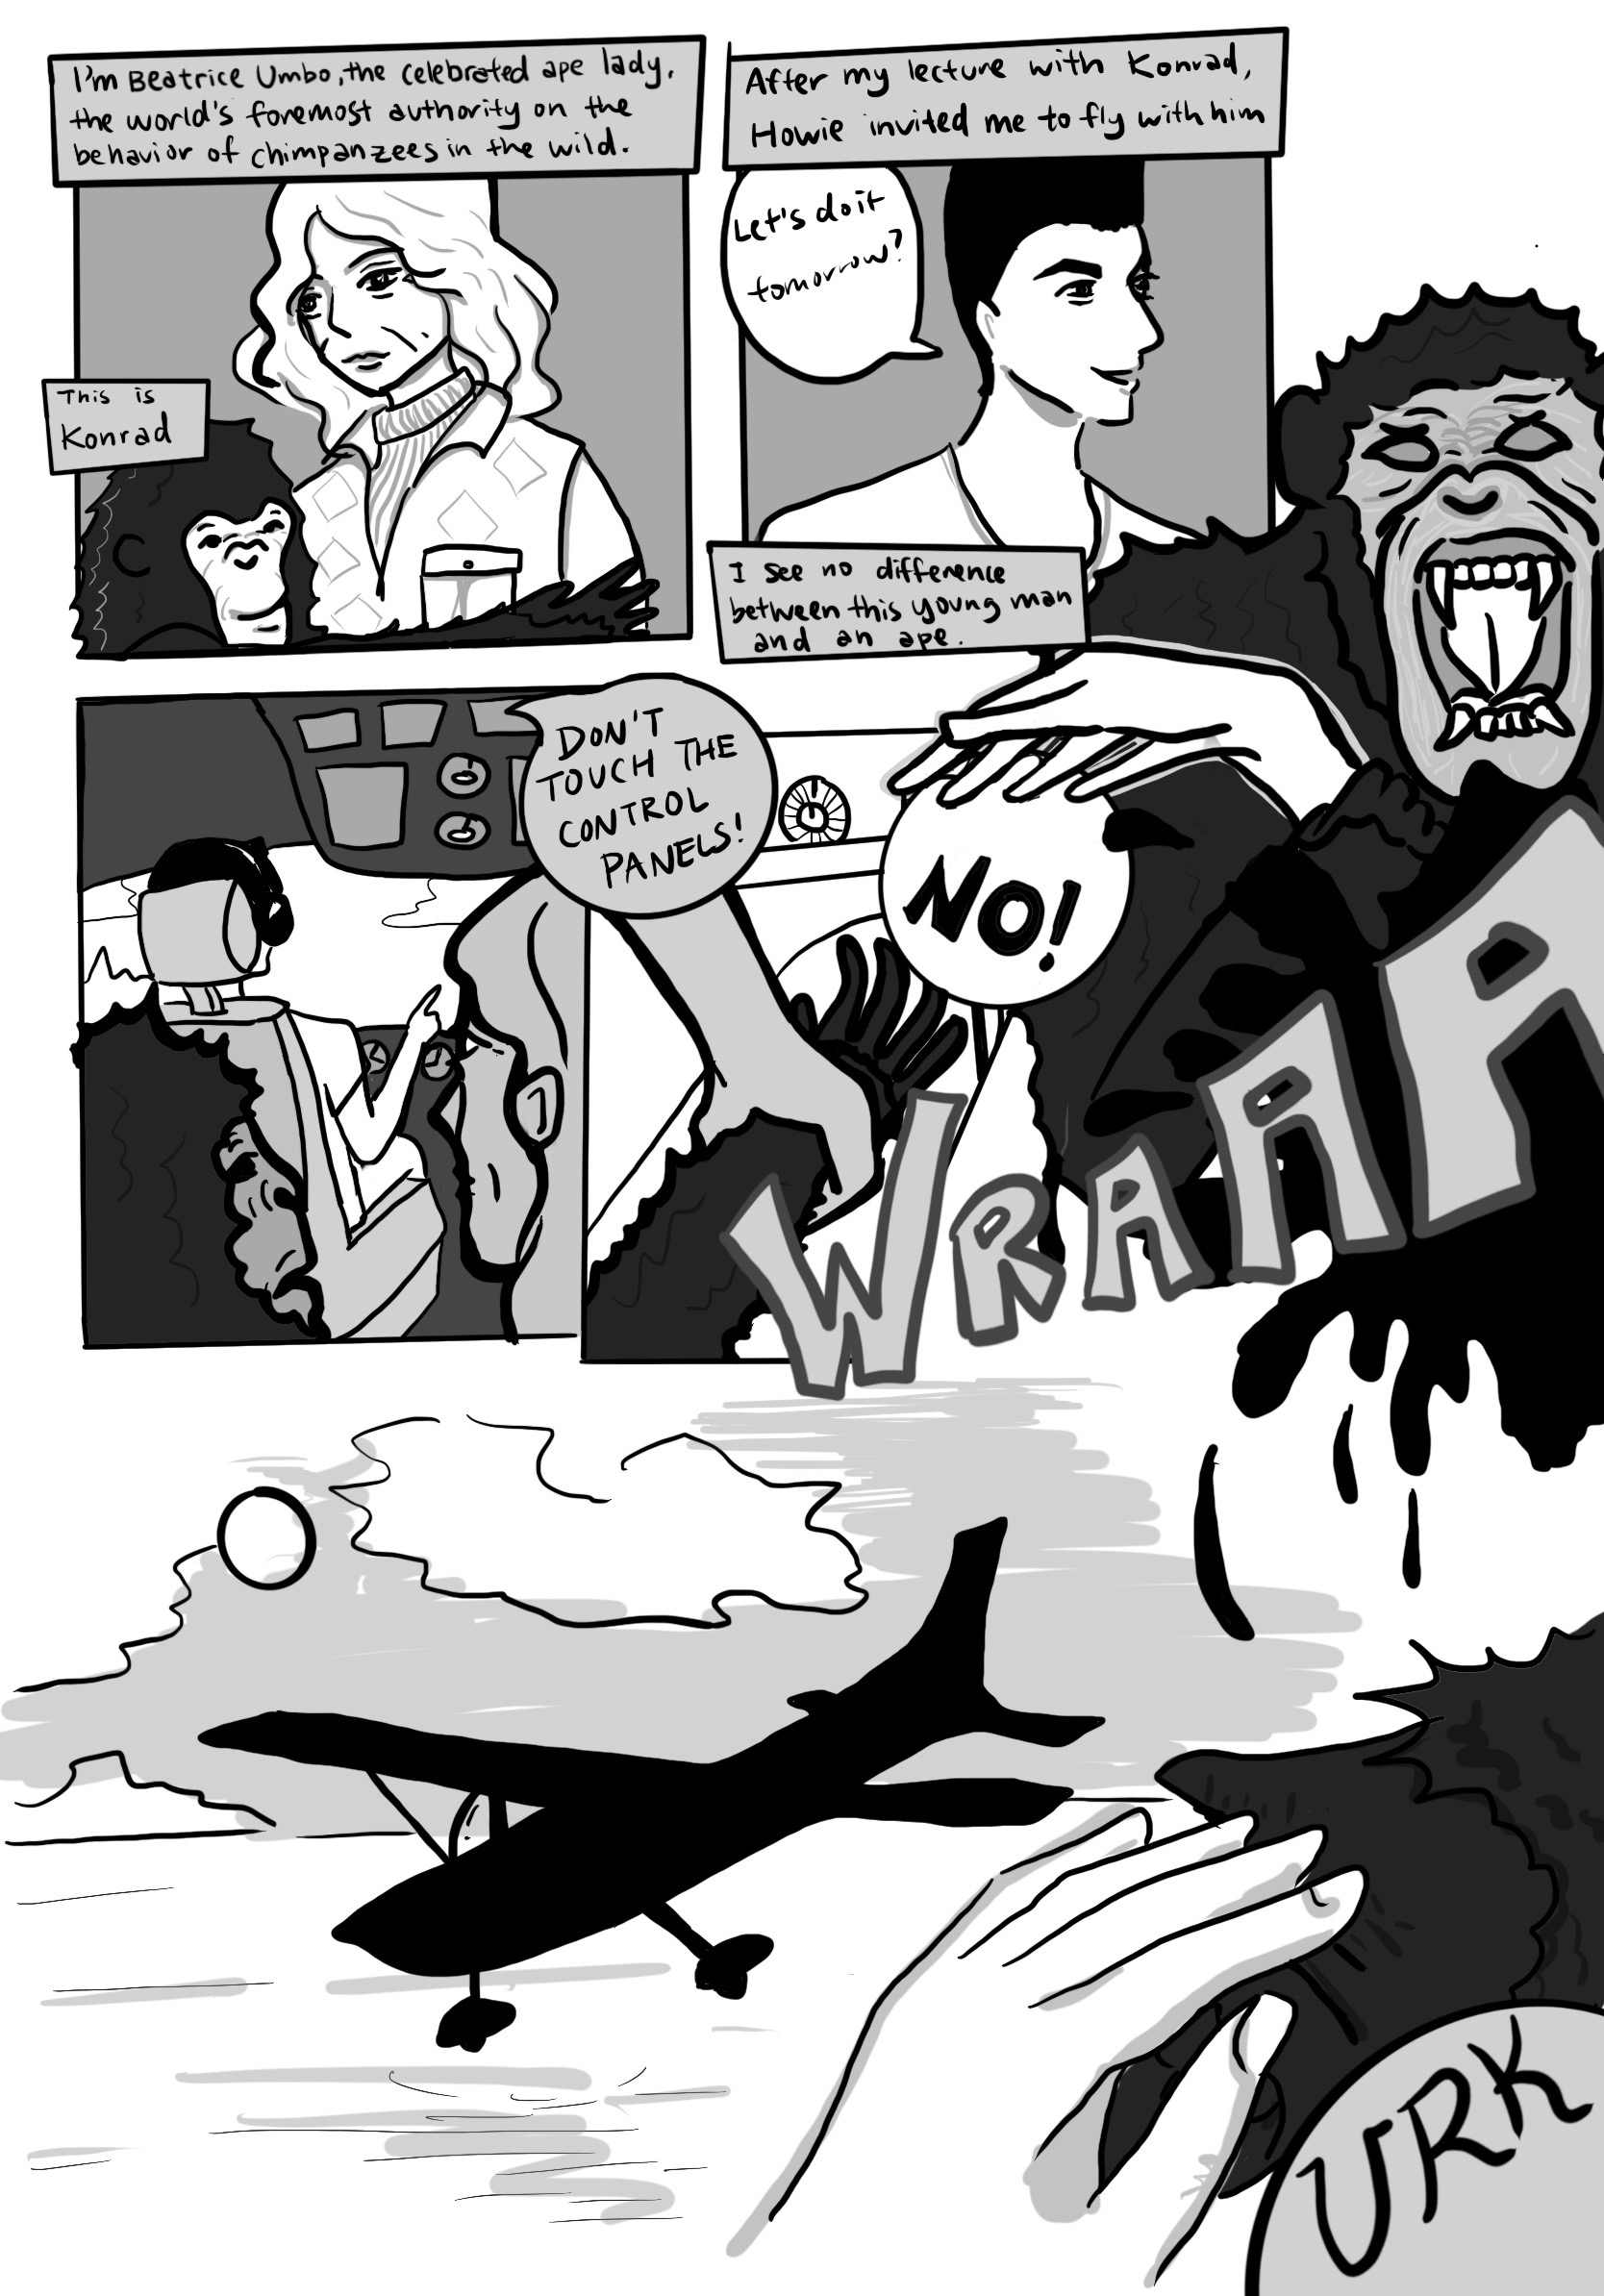 I'm Beatrice Umbo, the celebrated ape lady,
the world's foremost authority on the
behavior of chimpanzees in the wild.
This is
Konrad
After my lecture with Konrad,
Howie invited me to fly with him
Let's do it
tomorrow?
I see no difference
between this young man
and an ape.
DON'T
TOUCH THE
CONTROL
PANELS!
NO!
WRAAA
URK